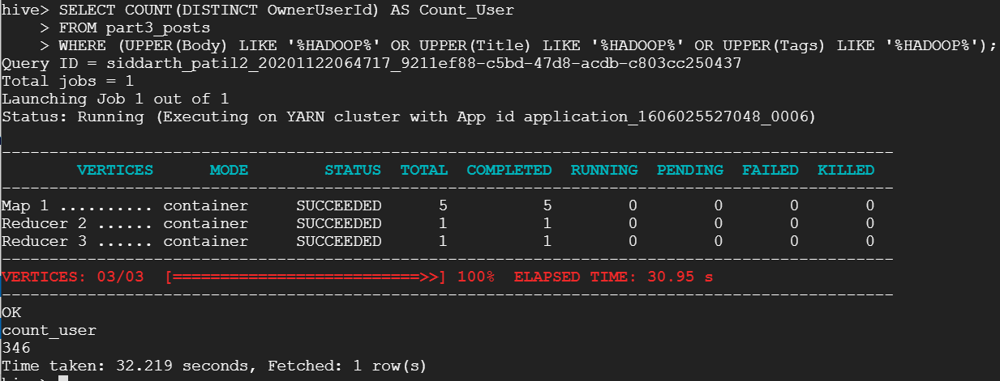 hive> SELECT COUNT(DISTINCT OwnerUserId) AS Count_User
    > FROM part3_posts
    > WHERE (UPPER(Body) LIKE '%HADOOP%' OR UPPER(Title) LIKE '%HADOOP%' OR UPPER(Tags) LIKE '%HADOOP%');
Query ID = siddarth_patil2_20201122064717_9211ef88-c5bd-47d8-acdb-c803cc250437
Total jobs = 1
Launching Job 1 out of 1
Status: Running (Executing on YARN cluster with App id application_1606025527048_0006)

----------------------------------------------------------------------------------------------
        VERTICES      MODE        STATUS  TOTAL  COMPLETED  RUNNING  PENDING  FAILED  KILLED
----------------------------------------------------------------------------------------------
Map 1 .......... container     SUCCEEDED      5          5        0        0       0       0
Reducer 2 ...... container     SUCCEEDED      1          1        0        0       0       0
Reducer 3 ...... container     SUCCEEDED      1          1        0        0       0       0
----------------------------------------------------------------------------------------------
VERTICES: 03/03  [==========================>>] 100%  ELAPSED TIME: 30.95 s
----------------------------------------------------------------------------------------------
OK
count_user
346
Time taken: 32.219 seconds, Fetched: 1 row(s)
hive>